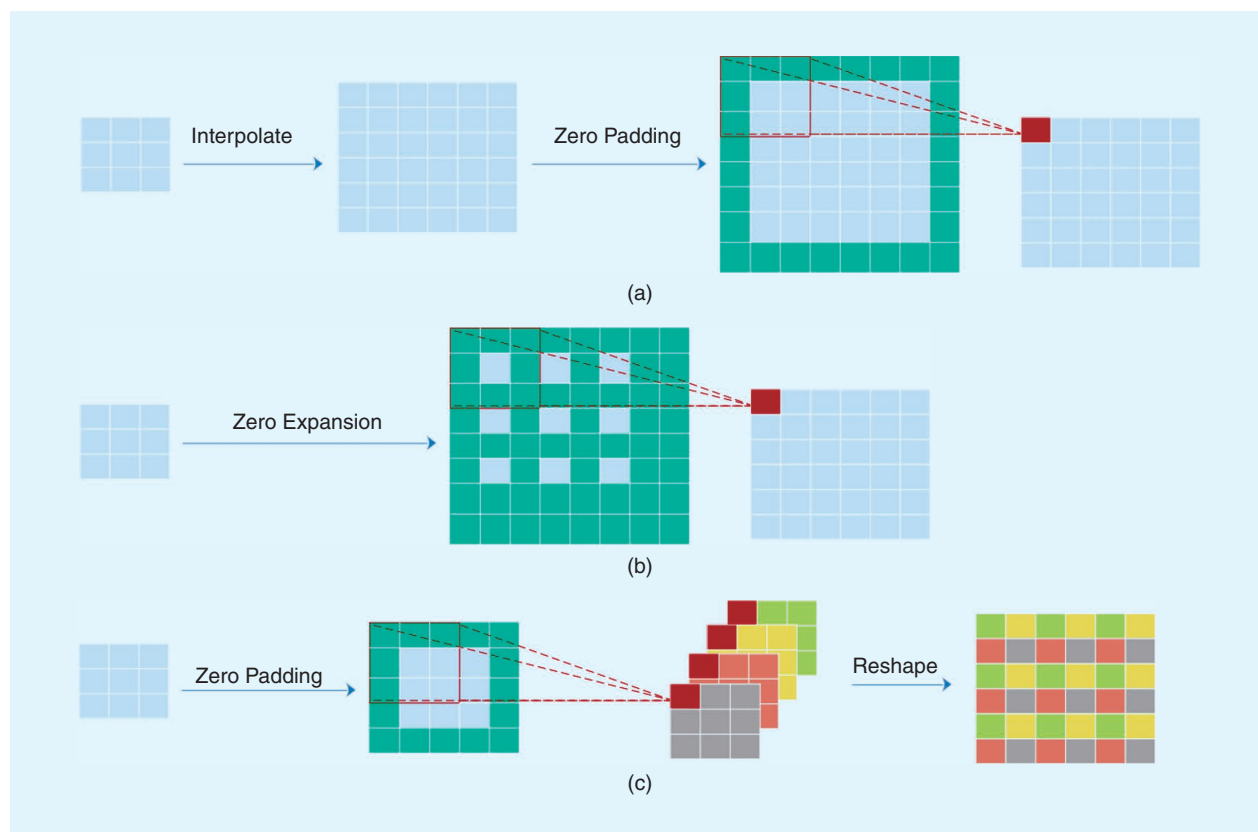 Interpolate
Zero Padding
(a)
Zero Expansion
(b)
Zero Padding
Reshape
(c)